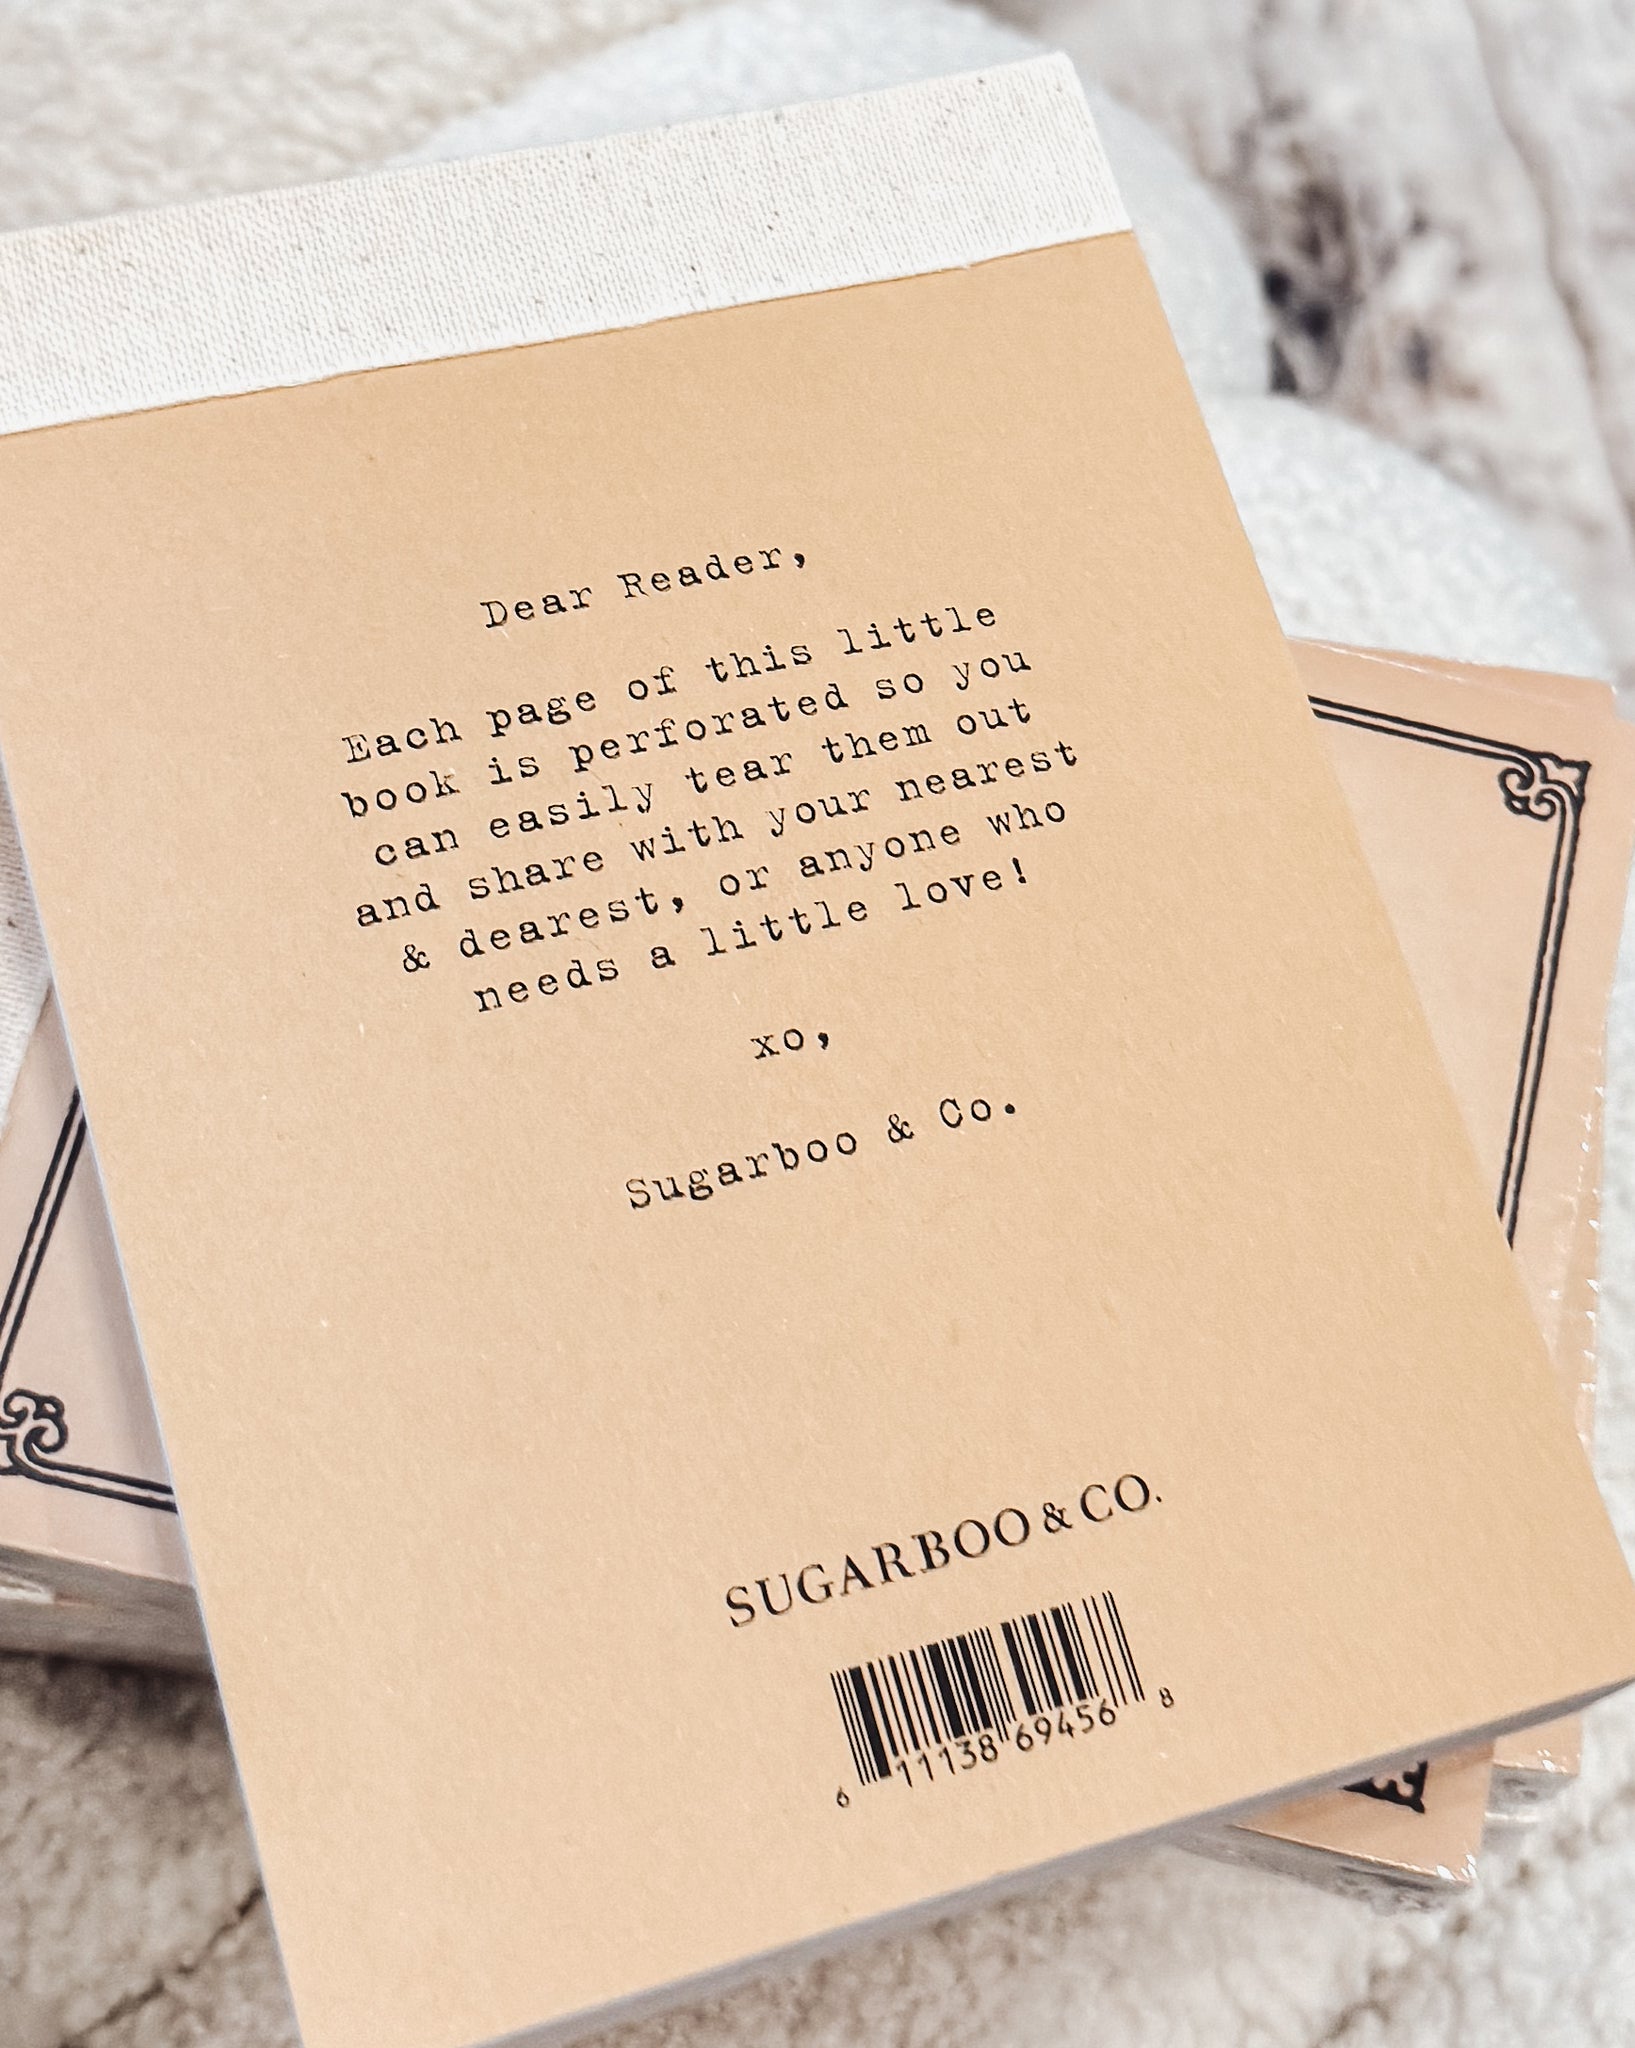 Dear Reader,
Each page of this little
book is perforated so you
can easily tear them out
and share with your nearest
& dearest, or anyone who
needs a little love!
xo,
Sugarboo & Co.
SUGARBOO & CO.
6 11138 69456 8